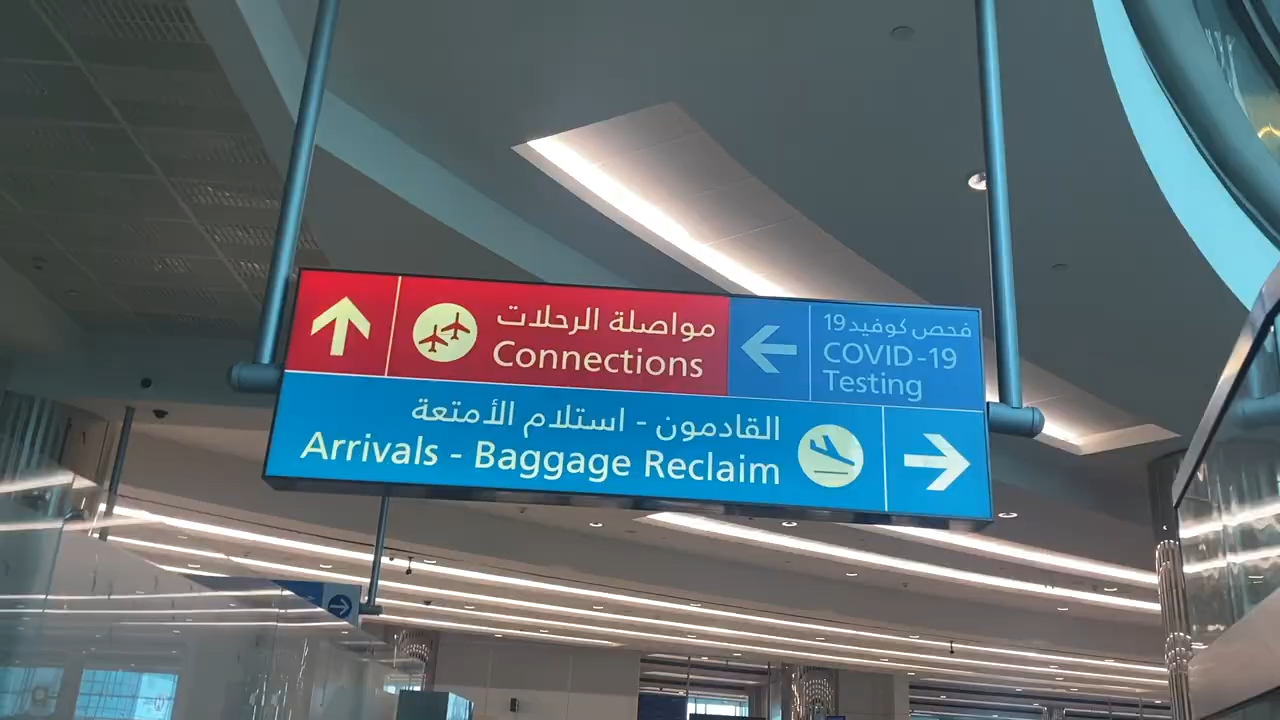 مواصلة الرحلات
Connections
فحص كوفيد 19
COVID-19
Testing
القادمون - استلام الأمتعة
Arrivals - Baggage Reclaim